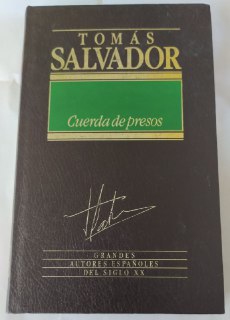 TOMÁS
SALVADOR
Cuerda de presos
GRANDES
AUTORES ESPAÑOLES
DEL SIGLO XX